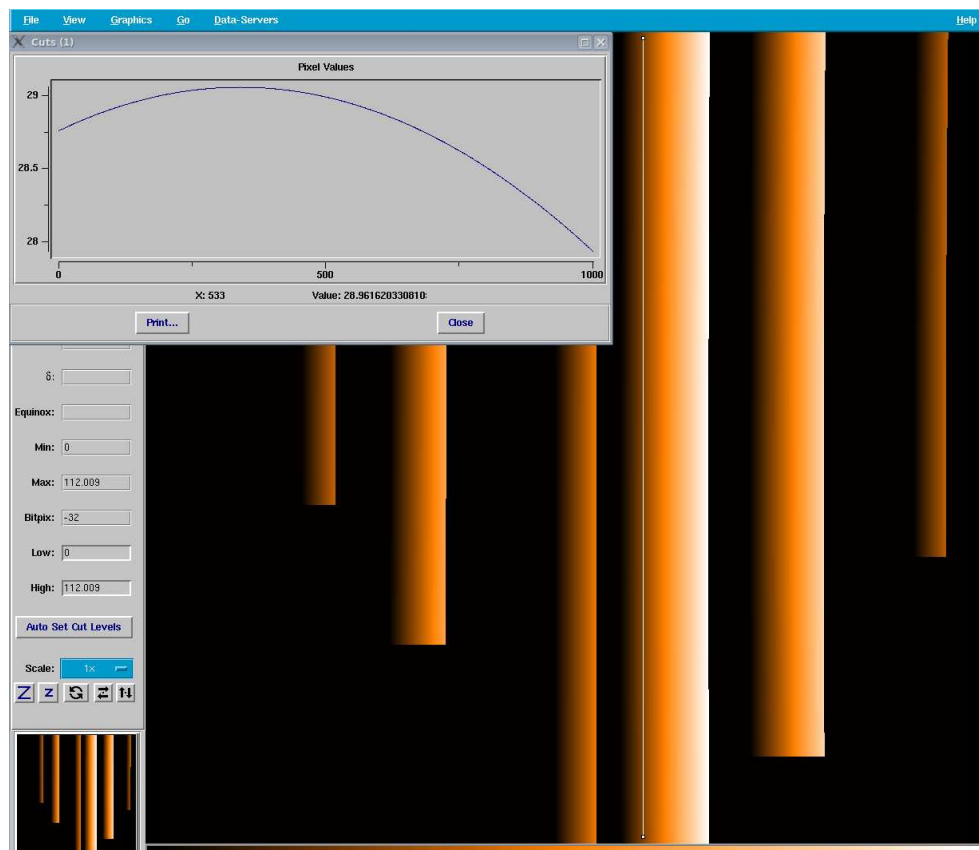 File View Graphics Go Data-Servers Help
Cuts (1)
Pixel Values
29
28.5
28
0 500 1000
X: 533 Value: 28.961620330810
Print... Close
δ:
Equinox:
Min: 0
Max: 112.009
Bitpix: -32
Low: 0
High: 112.009
Auto Set Cut Levels
Scale: 1x
Z z